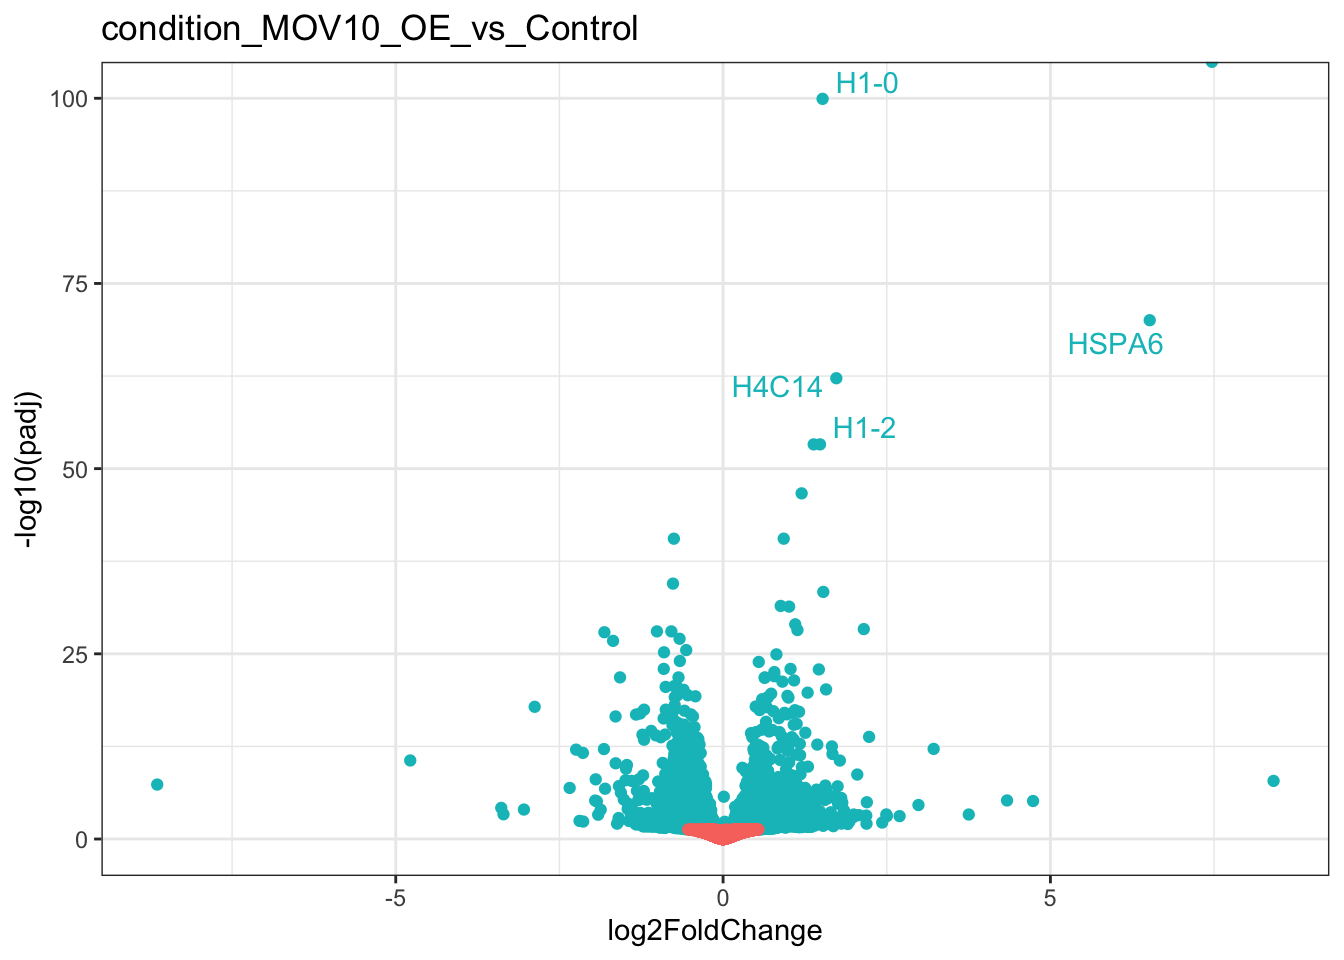 condition_MOV10_OE_vs_Control
H1-0
100
75
HSPA6
H4C14
H1-2
50
-log10(padj)
25
0
-5
0
5
log2FoldChange